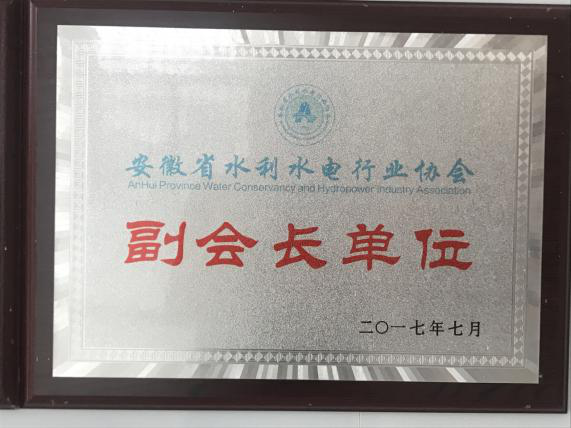 安徽省水利水电行业协会
AnHui Province Water Conservancy and Hydropower Industry Association
副会长单位
二〇一七年七月